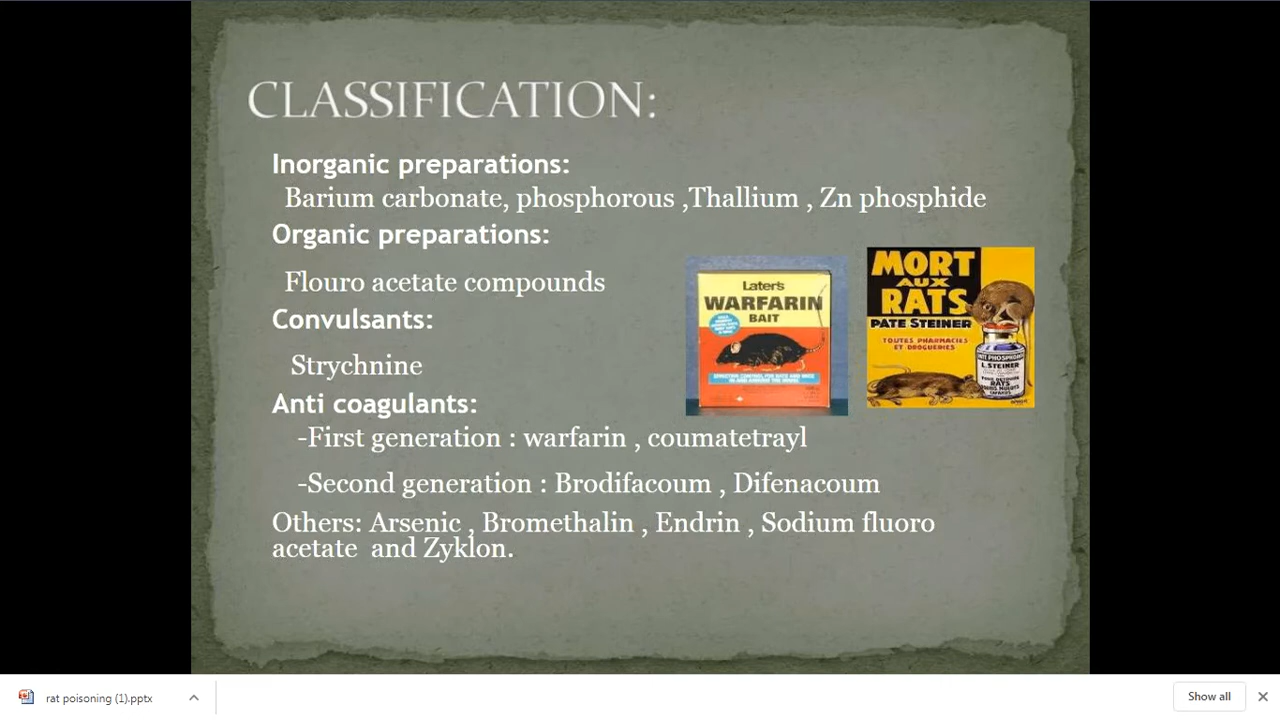 CLASSIFICATION:
Inorganic preparations:
Barium carbonate, phosphorous ,Thallium , Zn phosphide
Organic preparations:
Flouro acetate compounds
Convulsants:
Strychnine
Anti coagulants:
-First generation : warfarin , coumatetrayl
-Second generation : Brodifacoum , Difenacoum
Others: Arsenic , Bromethalin , Endrin , Sodium fluoro
acetate and Zyklon.
Later's
WARFARIN
BAIT
MORT
AUX
RATS
PATE STEINER
TOUTES PHARMACIES
ET DROGUERIES
L.STEINER
RATS
rat poisoning (1).pptx
Show all